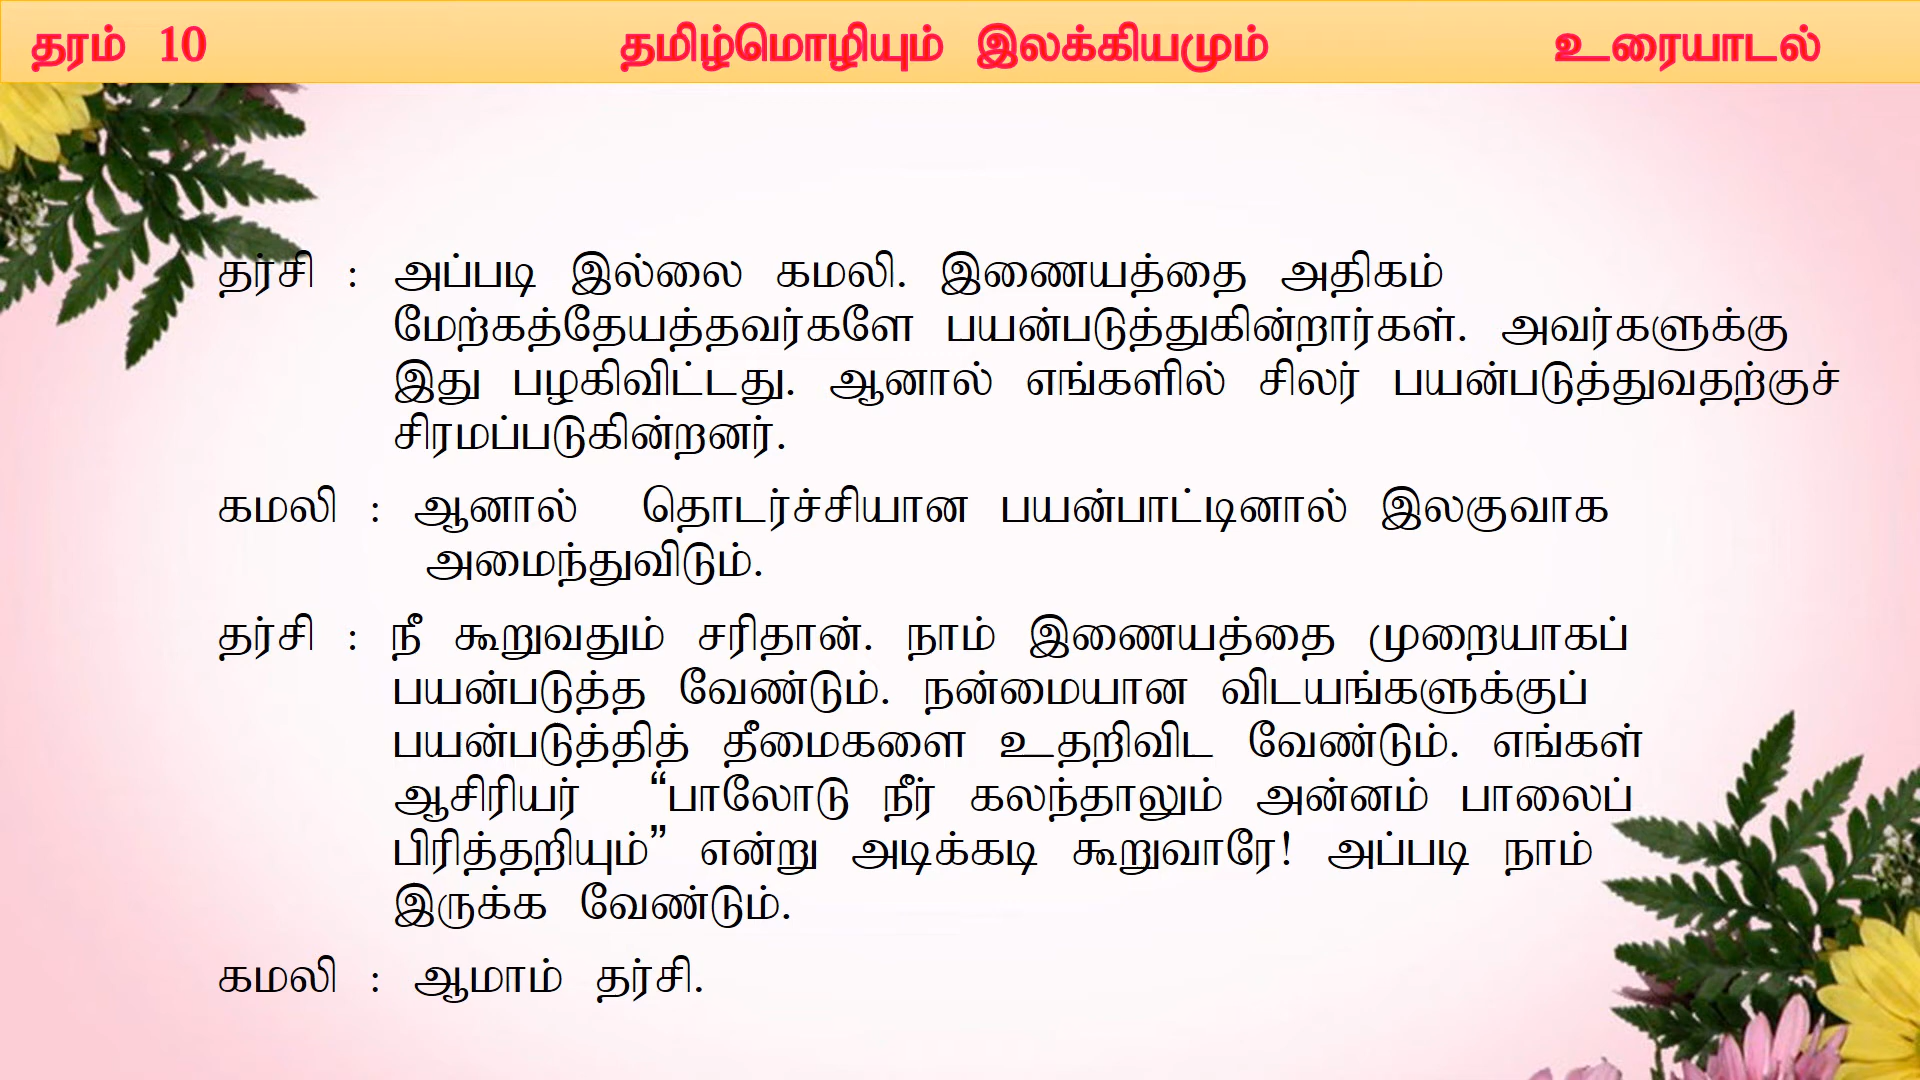 தரம் 10 தமிழ்மொழியும் இலக்கியமும் உரையாடல்
தர்சி : அப்படி இல்லை கமலி. இணையத்தை அதிகம்
மேற்கத்தேயத்தவர்களே பயன்படுத்துகின்றார்கள். அவர்களுக்கு
இது பழகிவிட்டது. ஆனால் எங்களில் சிலர் பயன்படுத்துவதற்குச்
சிரமப்படுகின்றனர்.
கமலி : ஆனால் தொடர்ச்சியான பயன்பாட்டினால் இலகுவாக
அமைந்துவிடும்.
தர்சி : நீ கூறுவதும் சரிதான். நாம் இணையத்தை முறையாகப்
பயன்படுத்த வேண்டும். நன்மையான விடயங்களுக்குப்
பயன்படுத்தித் தீமைகளை உதறிவிட வேண்டும். எங்கள்
ஆசிரியர் “பாலோடு நீர் கலந்தாலும் அன்னம் பாலைப்
பிரித்தறியும்” என்று அடிக்கடி கூறுவாரே! அப்படி நாம்
இருக்க வேண்டும்.
கமலி : ஆமாம் தர்சி.